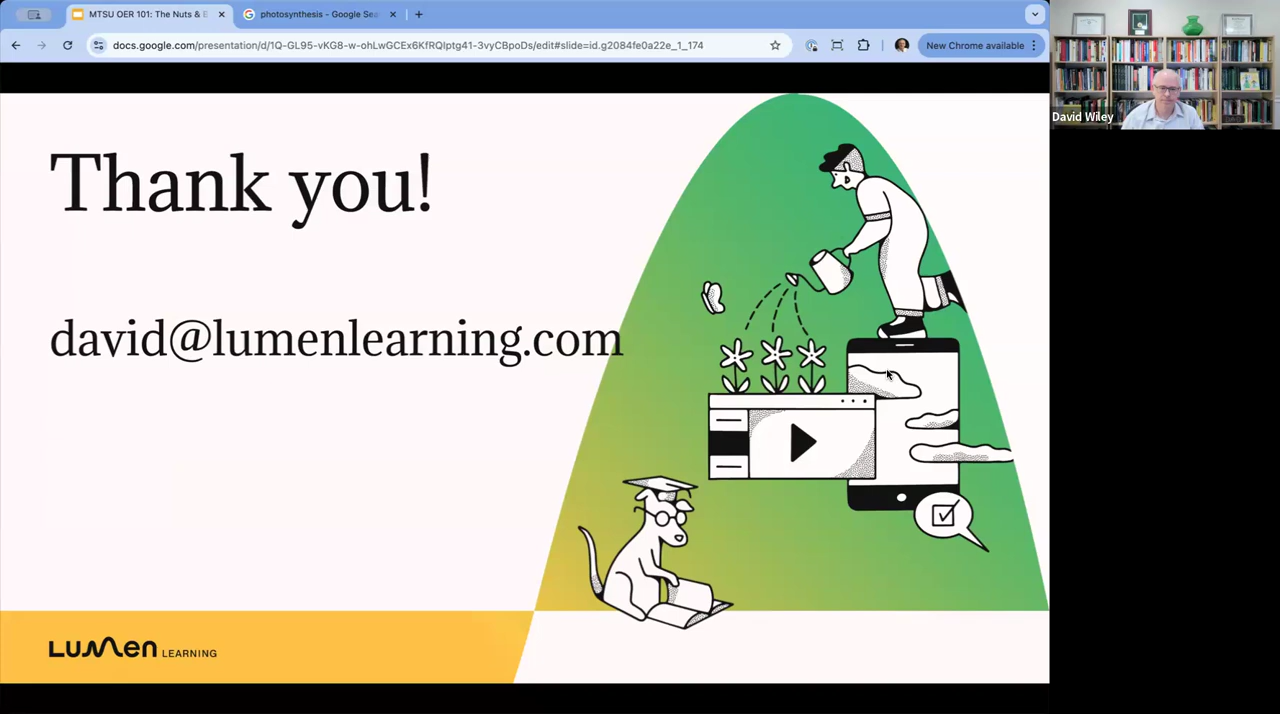 MTSU OER 101: The Nuts & B
photosynthesis - Google Sea
docs.google.com/presentation/d/1Q-GL95-vKG8-w-ohLwGCEx6KfRQlptg41-3vyCBpoDs/edit#slide=id.g2084fe0a22e_1_174
New Chrome available
David Wiley
Thank you!
david@lumenlearning.com
LUMEN LEARNING